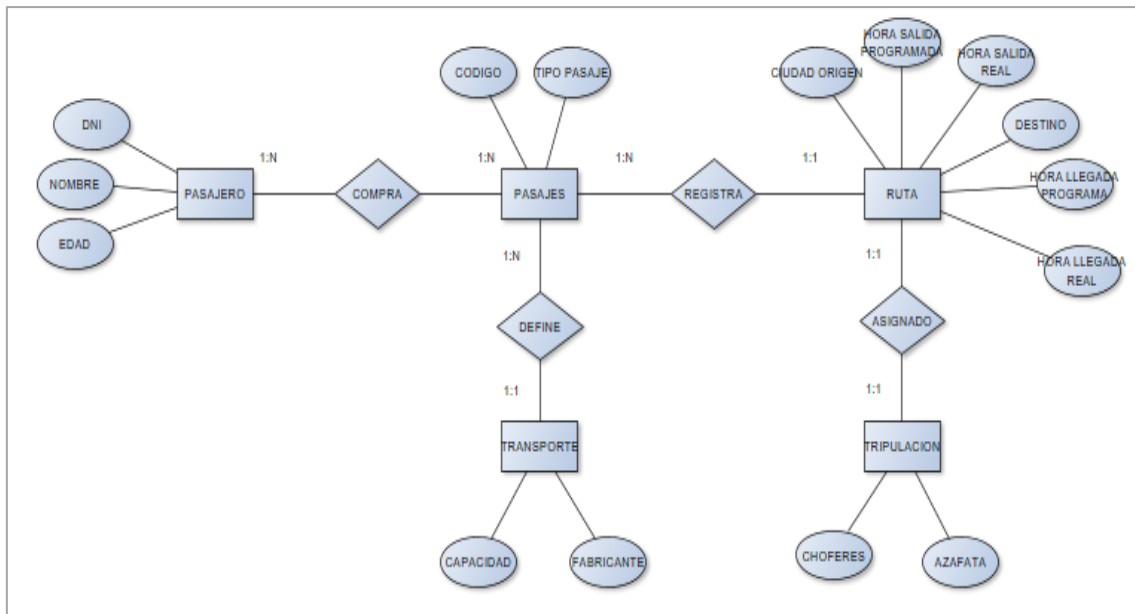 HORA SALIDA
PROGRAMADA
HORA SALIDA
REAL
CODIGO
TIPO PASAJE
CIUDAD ORIGEN
DNI
DESTINO
1:N
1:N
1:N
1:1
NOMBRE
PASAJERO
COMPRA
PASAJES
REGISTRA
RUTA
HORA LLEGADA
PROGRAMA
EDAD
1:N
1:1
HORA LLEGADA
REAL
DEFINE
ASIGNADO
1:1
1:1
TRANSPORTE
TRIPULACION
CAPACIDAD
FABRICANTE
CHOFERES
AZAFATA